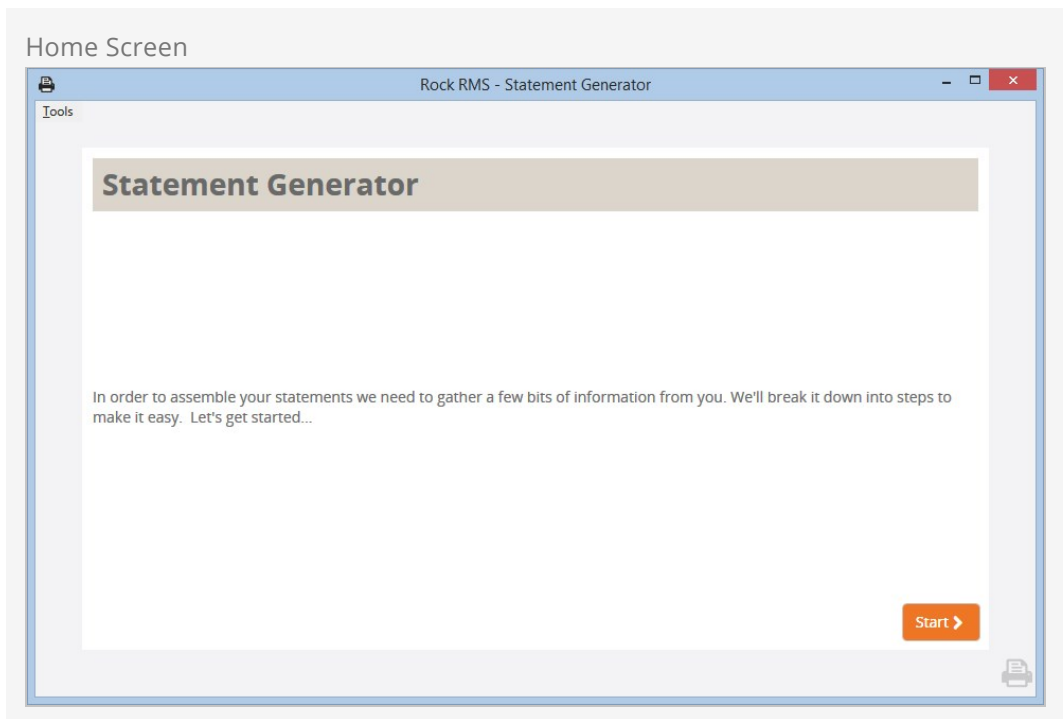 Home Screen
Rock RMS - Statement Generator
Tools
Statement Generator
In order to assemble your statements we need to gather a few bits of information from you. We'll break it down into steps to
make it easy.  Let's get started...
Start